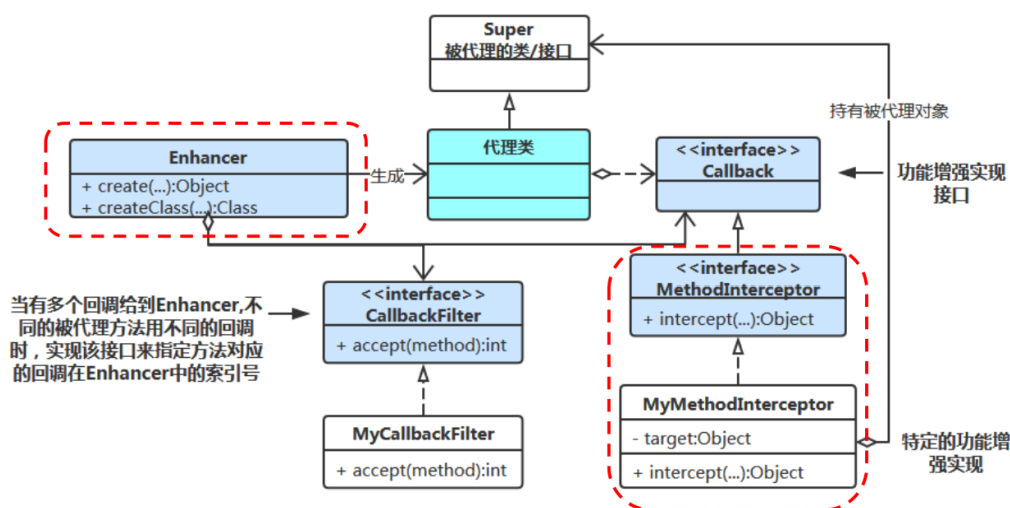 Super
被代理的类/接口
持有被代理对象
Enhancer
+ create(...):Object
+ createClass(...):Class
生成
代理类
<<interface>>
Callback
功能增强实现
接口
<<interface>>
CallbackFilter
+ accept(method):int
<<interface>>
MethodInterceptor
+ intercept(...):Object
当有多个回调给到Enhancer,不
同的被代理方法用不同的回调
时，实现该接口来指定方法对应
的回调在Enhancer中的索引号
MyCallbackFilter
+ accept(method):int
MyMethodInterceptor
- target:Object
+ intercept(...):Object
特定的功能增
强实现